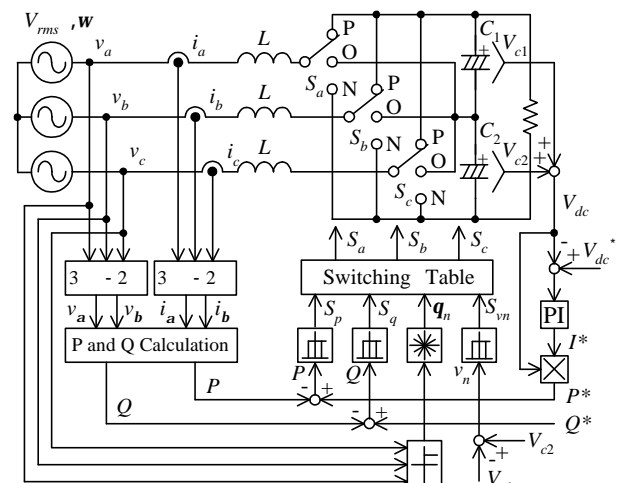 V_rms , w
v_a i_a L P
O
S_a N
C_1 + V_c1
v_b i_b L P
O
S_b N
C_2 + V_c2
v_c i_c L P
O
S_c N
+
+
V_dc
S_a S_b S_c
- + V_dc*
3 - 2 3 - 2
Switching Table
v_a v_b i_a i_b
S_p S_q q_n S_vn
PI
I*
P and Q Calculation
P Q v_n
P - + P*
Q - + Q*
- + V_c2